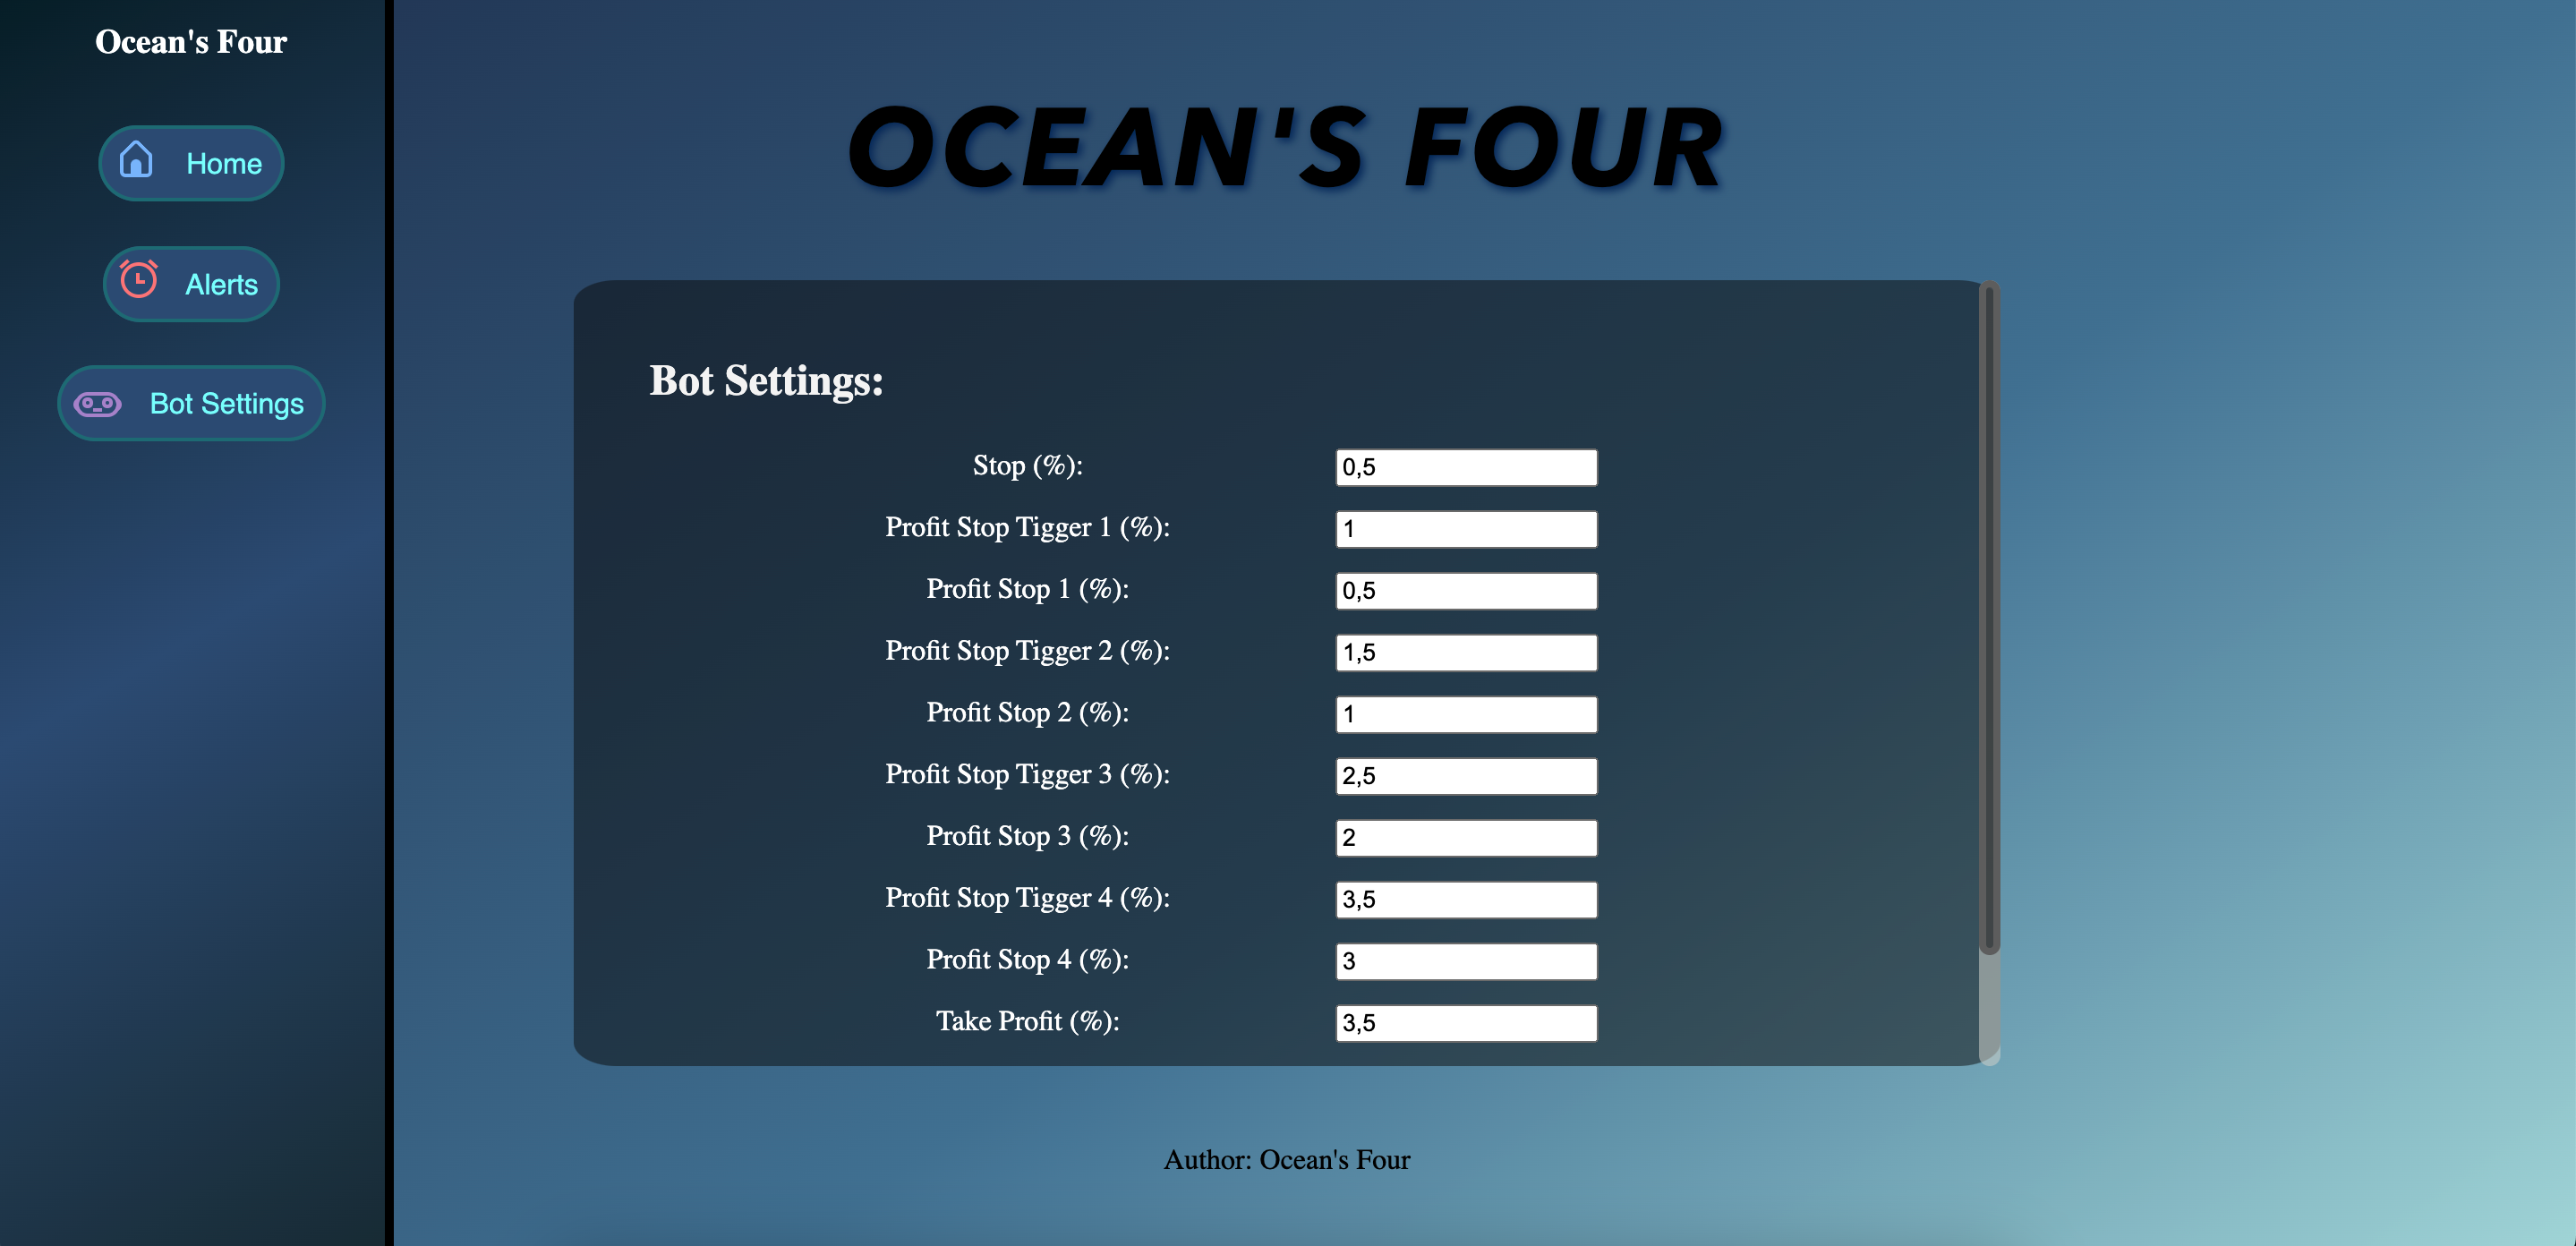 Ocean's Four
Home
Alerts
Bot Settings
OCEAN'S FOUR
Bot Settings:
Stop (%): 0,5
Profit Stop Tigger 1 (%): 1
Profit Stop 1 (%): 0,5
Profit Stop Tigger 2 (%): 1,5
Profit Stop 2 (%): 1
Profit Stop Tigger 3 (%): 2,5
Profit Stop 3 (%): 2
Profit Stop Tigger 4 (%): 3,5
Profit Stop 4 (%): 3
Take Profit (%): 3,5
Author: Ocean's Four